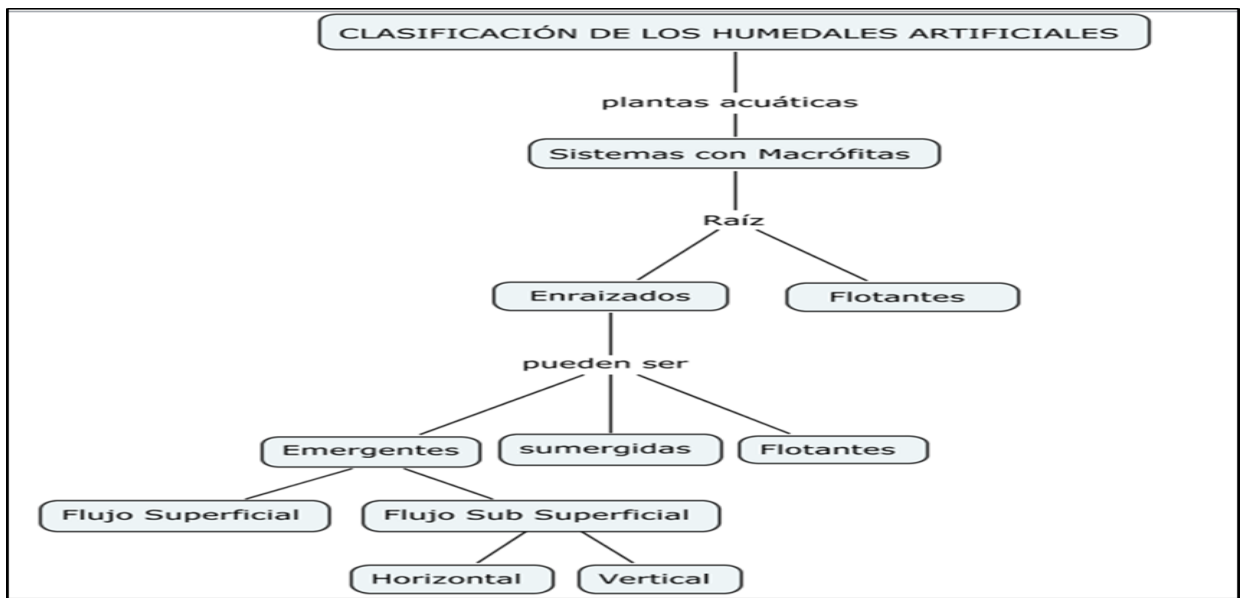 CLASIFICACIÓN DE LOS HUMEDALES ARTIFICIALES
plantas acuáticas
Sistemas con Macrófitas
Raíz
Enraizados
Flotantes
pueden ser
Emergentes
sumergidas
Flotantes
Flujo Superficial
Flujo Sub Superficial
Horizontal
Vertical